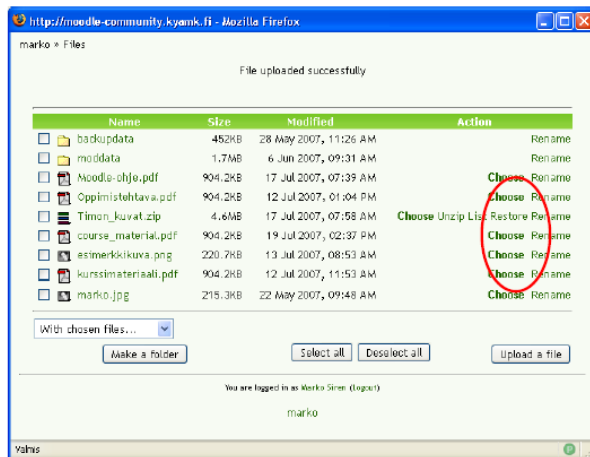 http://moodle-community.kyamk.fi - Mozilla Firefox
marko » Files
File uploaded successfully
Name Size Modified Action
backupdata 452KB 28 May 2007, 11:26 AM Rename
moddata 1.7MB 6 Jun 2007, 09:31 AM Rename
Moodle-ohje.pdf 904.2KB 17 Jul 2007, 07:39 AM Choose Rename
Oppimistehtava.pdf 904.2KB 12 Jul 2007, 01:04 PM Choose Rename
Timon_kuvat.zip 4.6MB 17 Jul 2007, 07:58 AM Choose Unzip List Restore Rename
course_material.pdf 904.2KB 19 Jul 2007, 02:37 PM Choose Rename
esimerkkikuva.png 220.7KB 13 Jul 2007, 08:53 AM Choose Rename
kurssimateriaali.pdf 904.2KB 12 Jul 2007, 11:53 AM Choose Rename
marko.jpg 215.3KB 22 May 2007, 09:48 AM Choose Rename
With chosen files...
Make a folder Select all Deselect all Upload a file
You are logged in as Marko Siren (Logout)
marko
Valmis